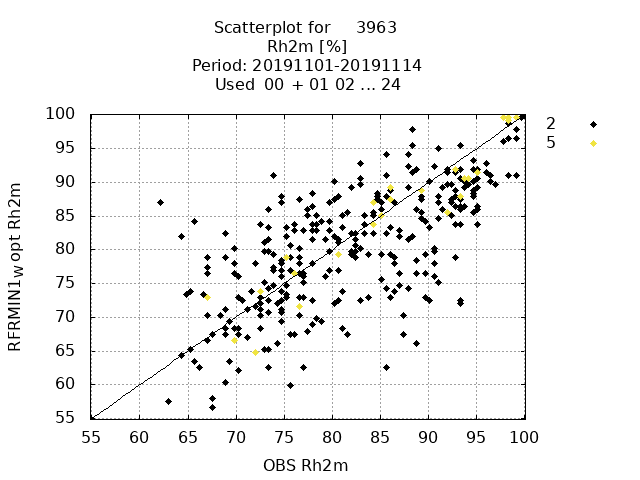 Scatterplot for 3963
Rh2m [%]
Period: 20191101-20191114
Used 00 + 01 02 ... 24
100
95
90
85
80
75
70
65
60
55
55 60 65 70 75 80 85 90 95 100
RFRMIN1w opt Rh2m
OBS Rh2m
2
5